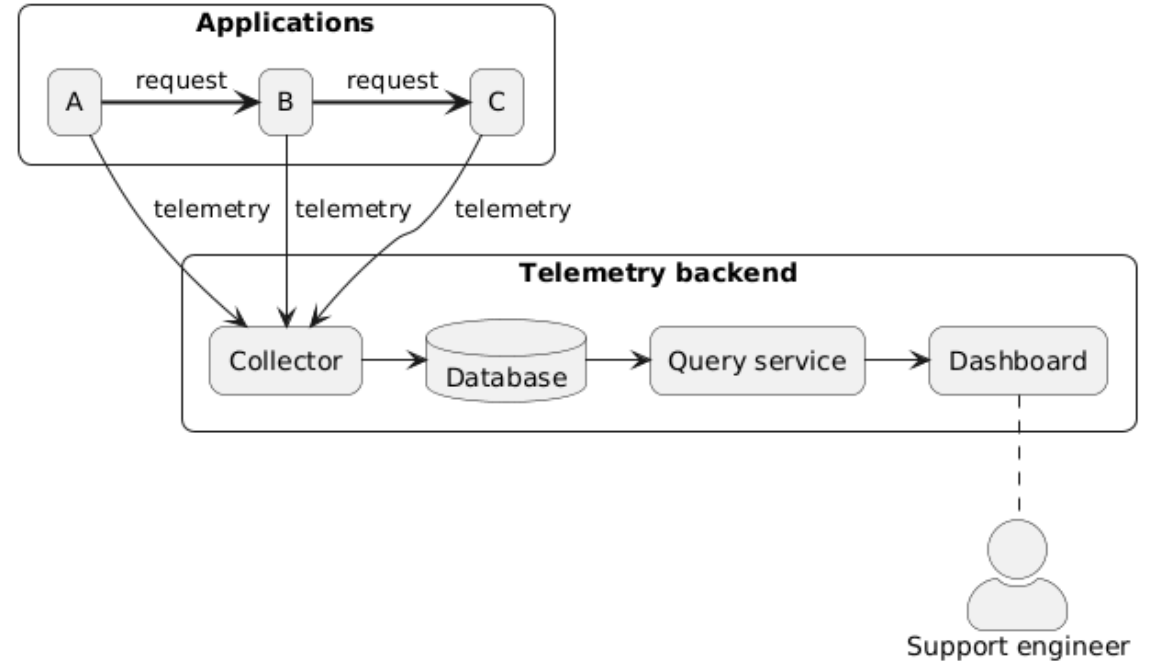 Applications
A
request
B
request
C
telemetry
telemetry
telemetry
Telemetry backend
Collector
Database
Query service
Dashboard
Support engineer